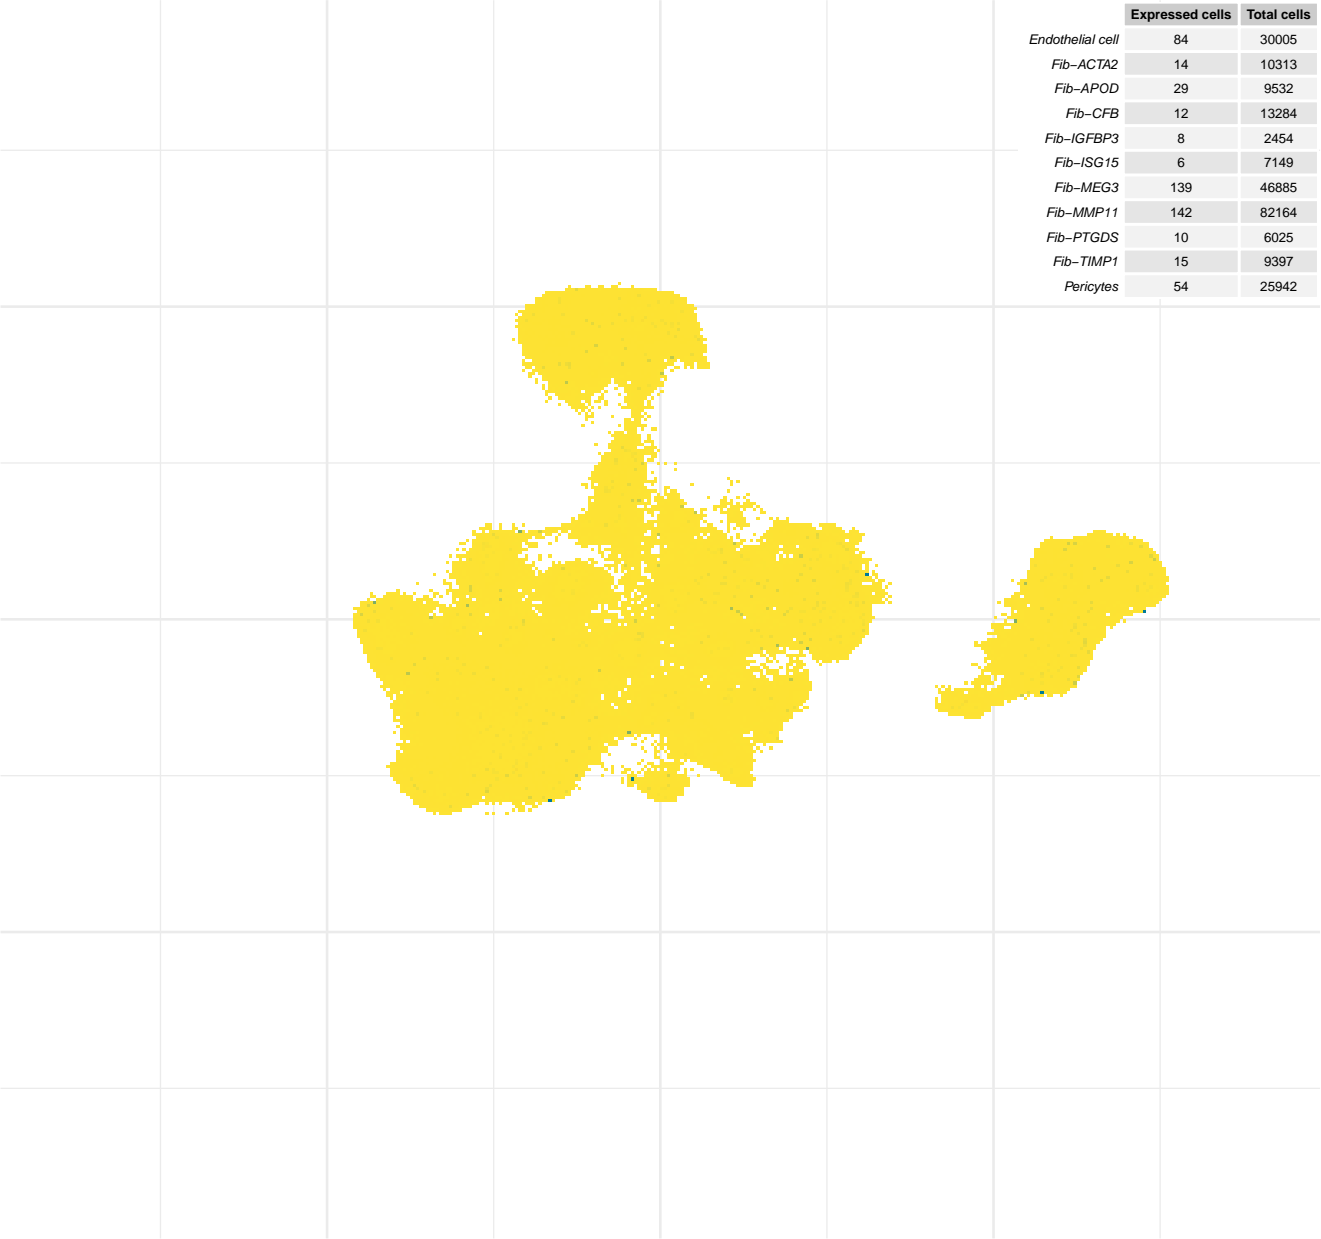 Expressed cells Total cells
Endothelial cell 84 30005
Fib−ACTA2 14 10313
Fib−APOD 29 9532
Fib−CFB 12 13284
Fib−IGFBP3 8 2454
Fib−ISG15 6 7149
Fib−MEG3 139 46885
Fib−MMP11 142 82164
Fib−PTGDS 10 6025
Fib−TIMP1 15 9397
Pericytes 54 25942